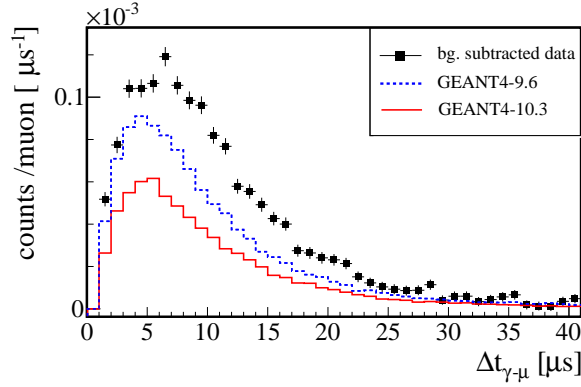 ×10⁻³
bg. subtracted data
GEANT4-9.6
GEANT4-10.3
counts /muon [ μs⁻¹]
0.1
0
0 5 10 15 20 25 30 35 40
Δt γ-μ [μs]